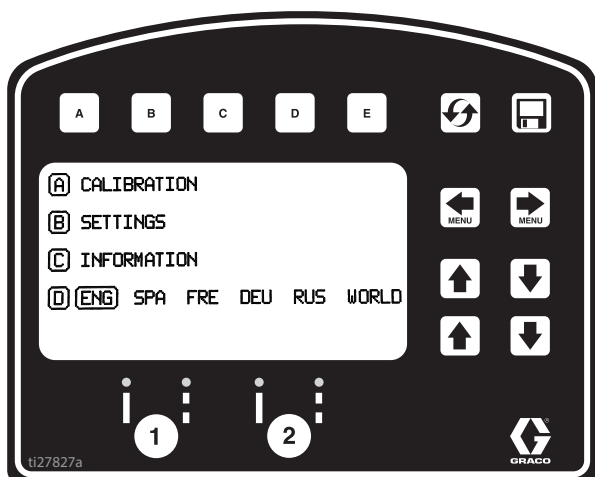 A B C D E
A CALIBRATION
B SETTINGS
C INFORMATION
D ENG SPA FRE DEU RUS WORLD
MENU MENU
1 2
ti27827a
GRACO